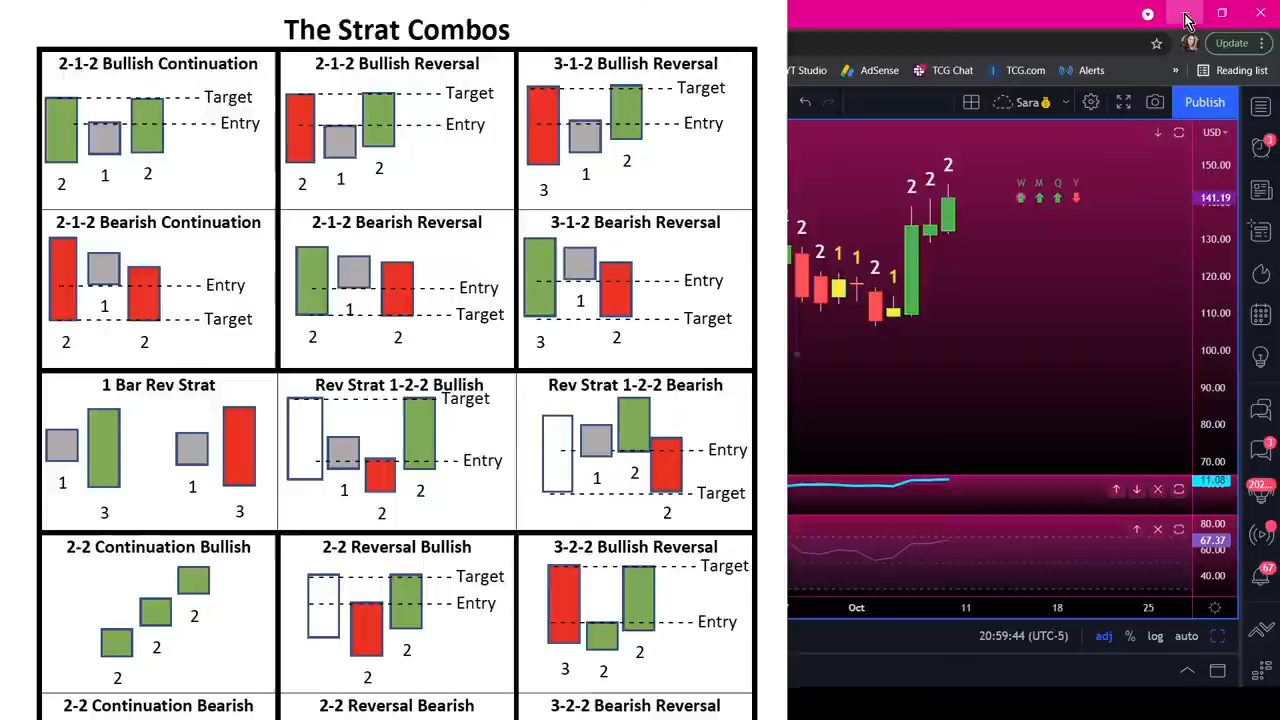 The Strat Combos
2-1-2 Bullish Continuation
Target
Entry
2
1
2
2-1-2 Bullish Reversal
Target
Entry
2
1
2
3-1-2 Bullish Reversal
Target
Entry
3
1
2
2-1-2 Bearish Continuation
Entry
Target
2
1
2
2-1-2 Bearish Reversal
Entry
Target
2
1
2
3-1-2 Bearish Reversal
Entry
Target
3
1
2
1 Bar Rev Strat
1
3
1
3
Rev Strat 1-2-2 Bullish
Target
Entry
1
2
2
Rev Strat 1-2-2 Bearish
Entry
Target
1
2
2
2-2 Continuation Bullish
2
2
2
2-2 Reversal Bullish
Target
Entry
2
2
3-2-2 Bullish Reversal
Target
Entry
3
2
2
2-2 Continuation Bearish
2-2 Reversal Bearish
3-2-2 Bearish Reversal
Update
YT Studio
AdSense
TCG Chat
TCG.com
Alerts
»
Reading list
Sara
Publish
USD
150.00
141.19
130.00
120.00
110.00
100.00
90.00
80.00
70.00
2
2
1
1
2
1
2
2
2
W M Q Y
11.08
80.00
67.37
60.00
40.00
Oct
11
18
25
20:59:44 (UTC-5)
adj
%
log
auto
3
3
202...
67